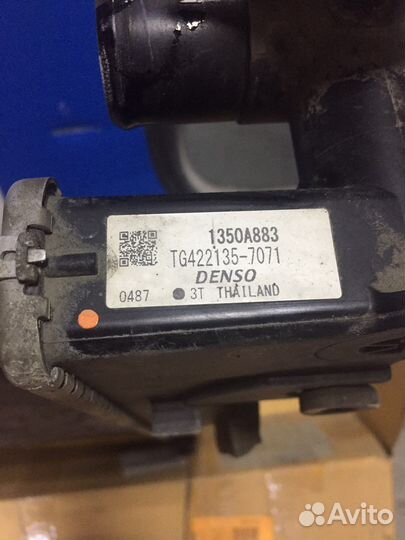 1350A883
TG422135-7071
DENSO
0487 ● 3T THAILAND
Avito